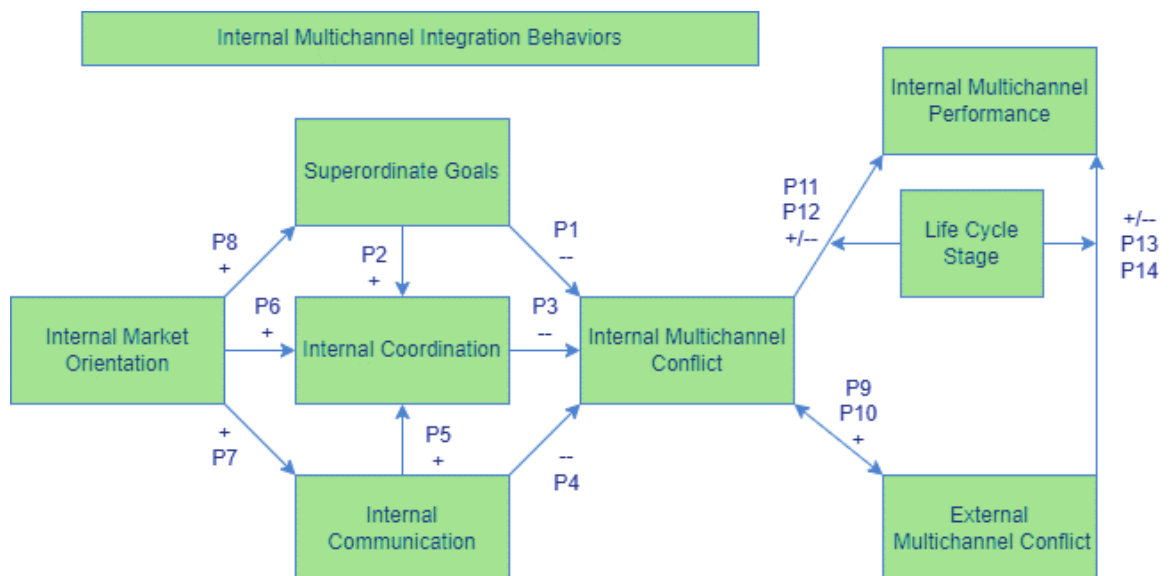 Internal Multichannel Integration Behaviors
Internal Multichannel
Performance
Superordinate Goals
P11
P12
+/--
Life Cycle
Stage
+/--
P13
P14
P8
+
P2
+
P1
--
Internal Market
Orientation
P6
+
Internal Coordination
P3
--
Internal Multichannel
Conflict
+
P7
P5
+
--
P4
P9
P10
+
Internal
Communication
External
Multichannel Conflict